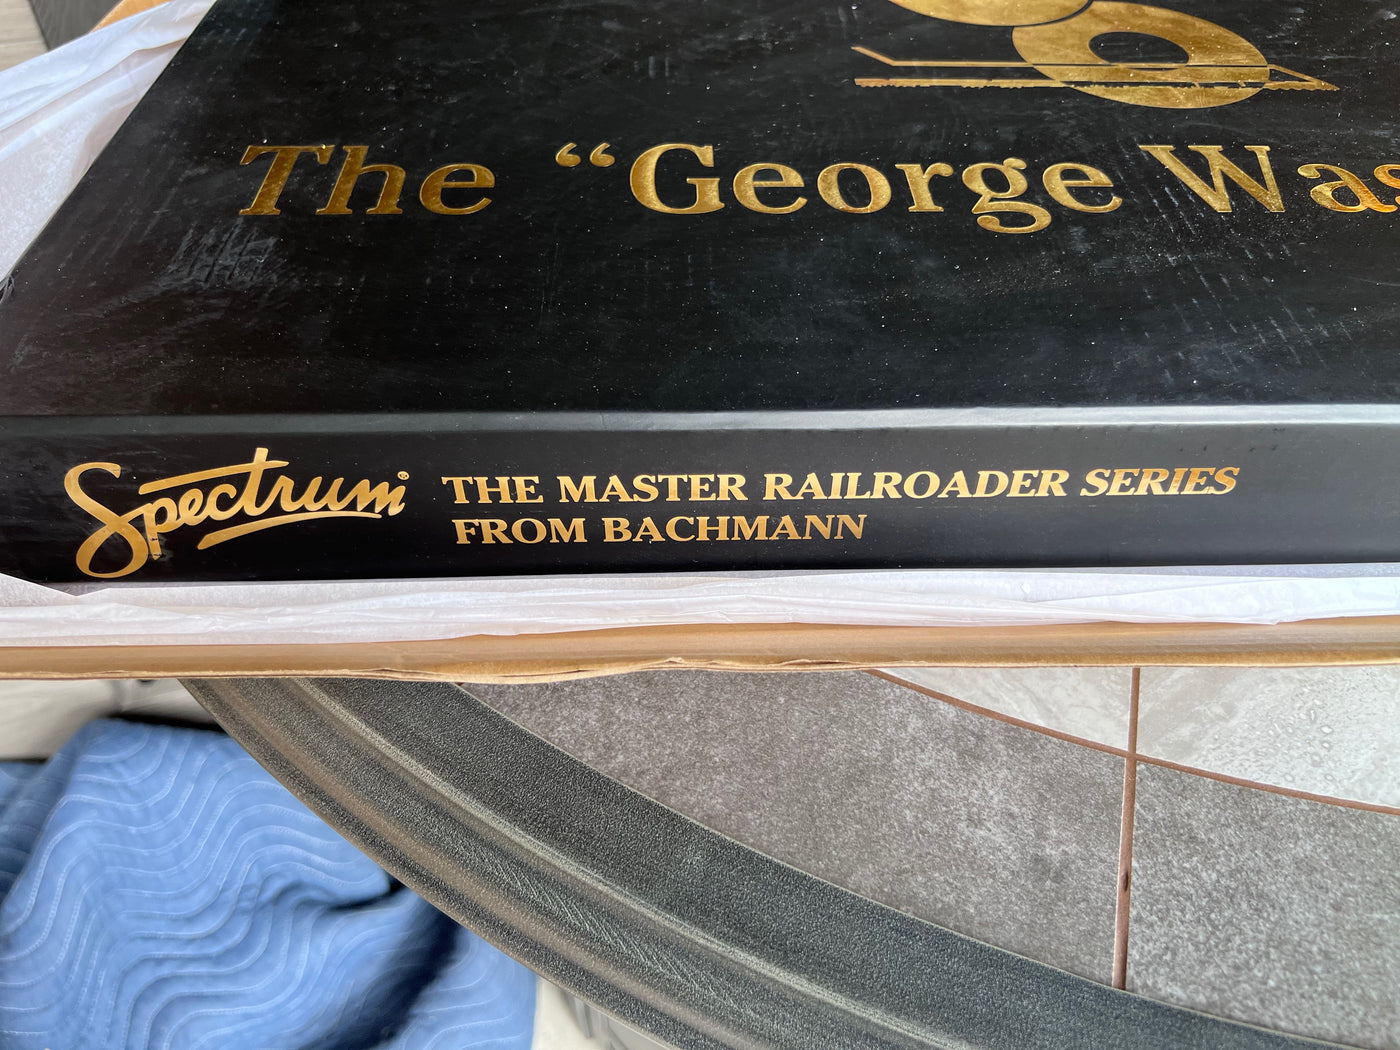 The “George Was
Spectrum®
THE MASTER RAILROADER SERIES
FROM BACHMANN